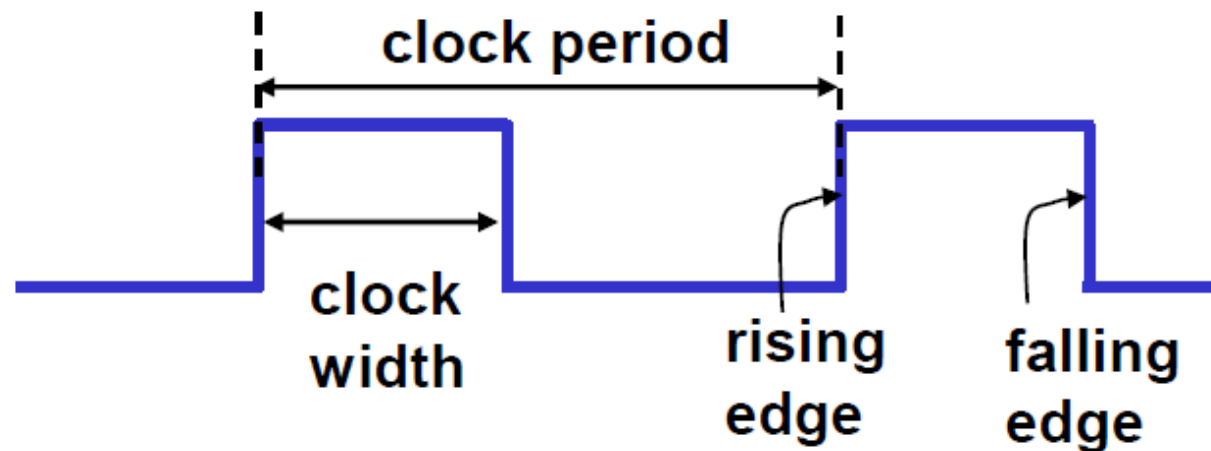 clock period
clock
width
rising
edge
falling
edge